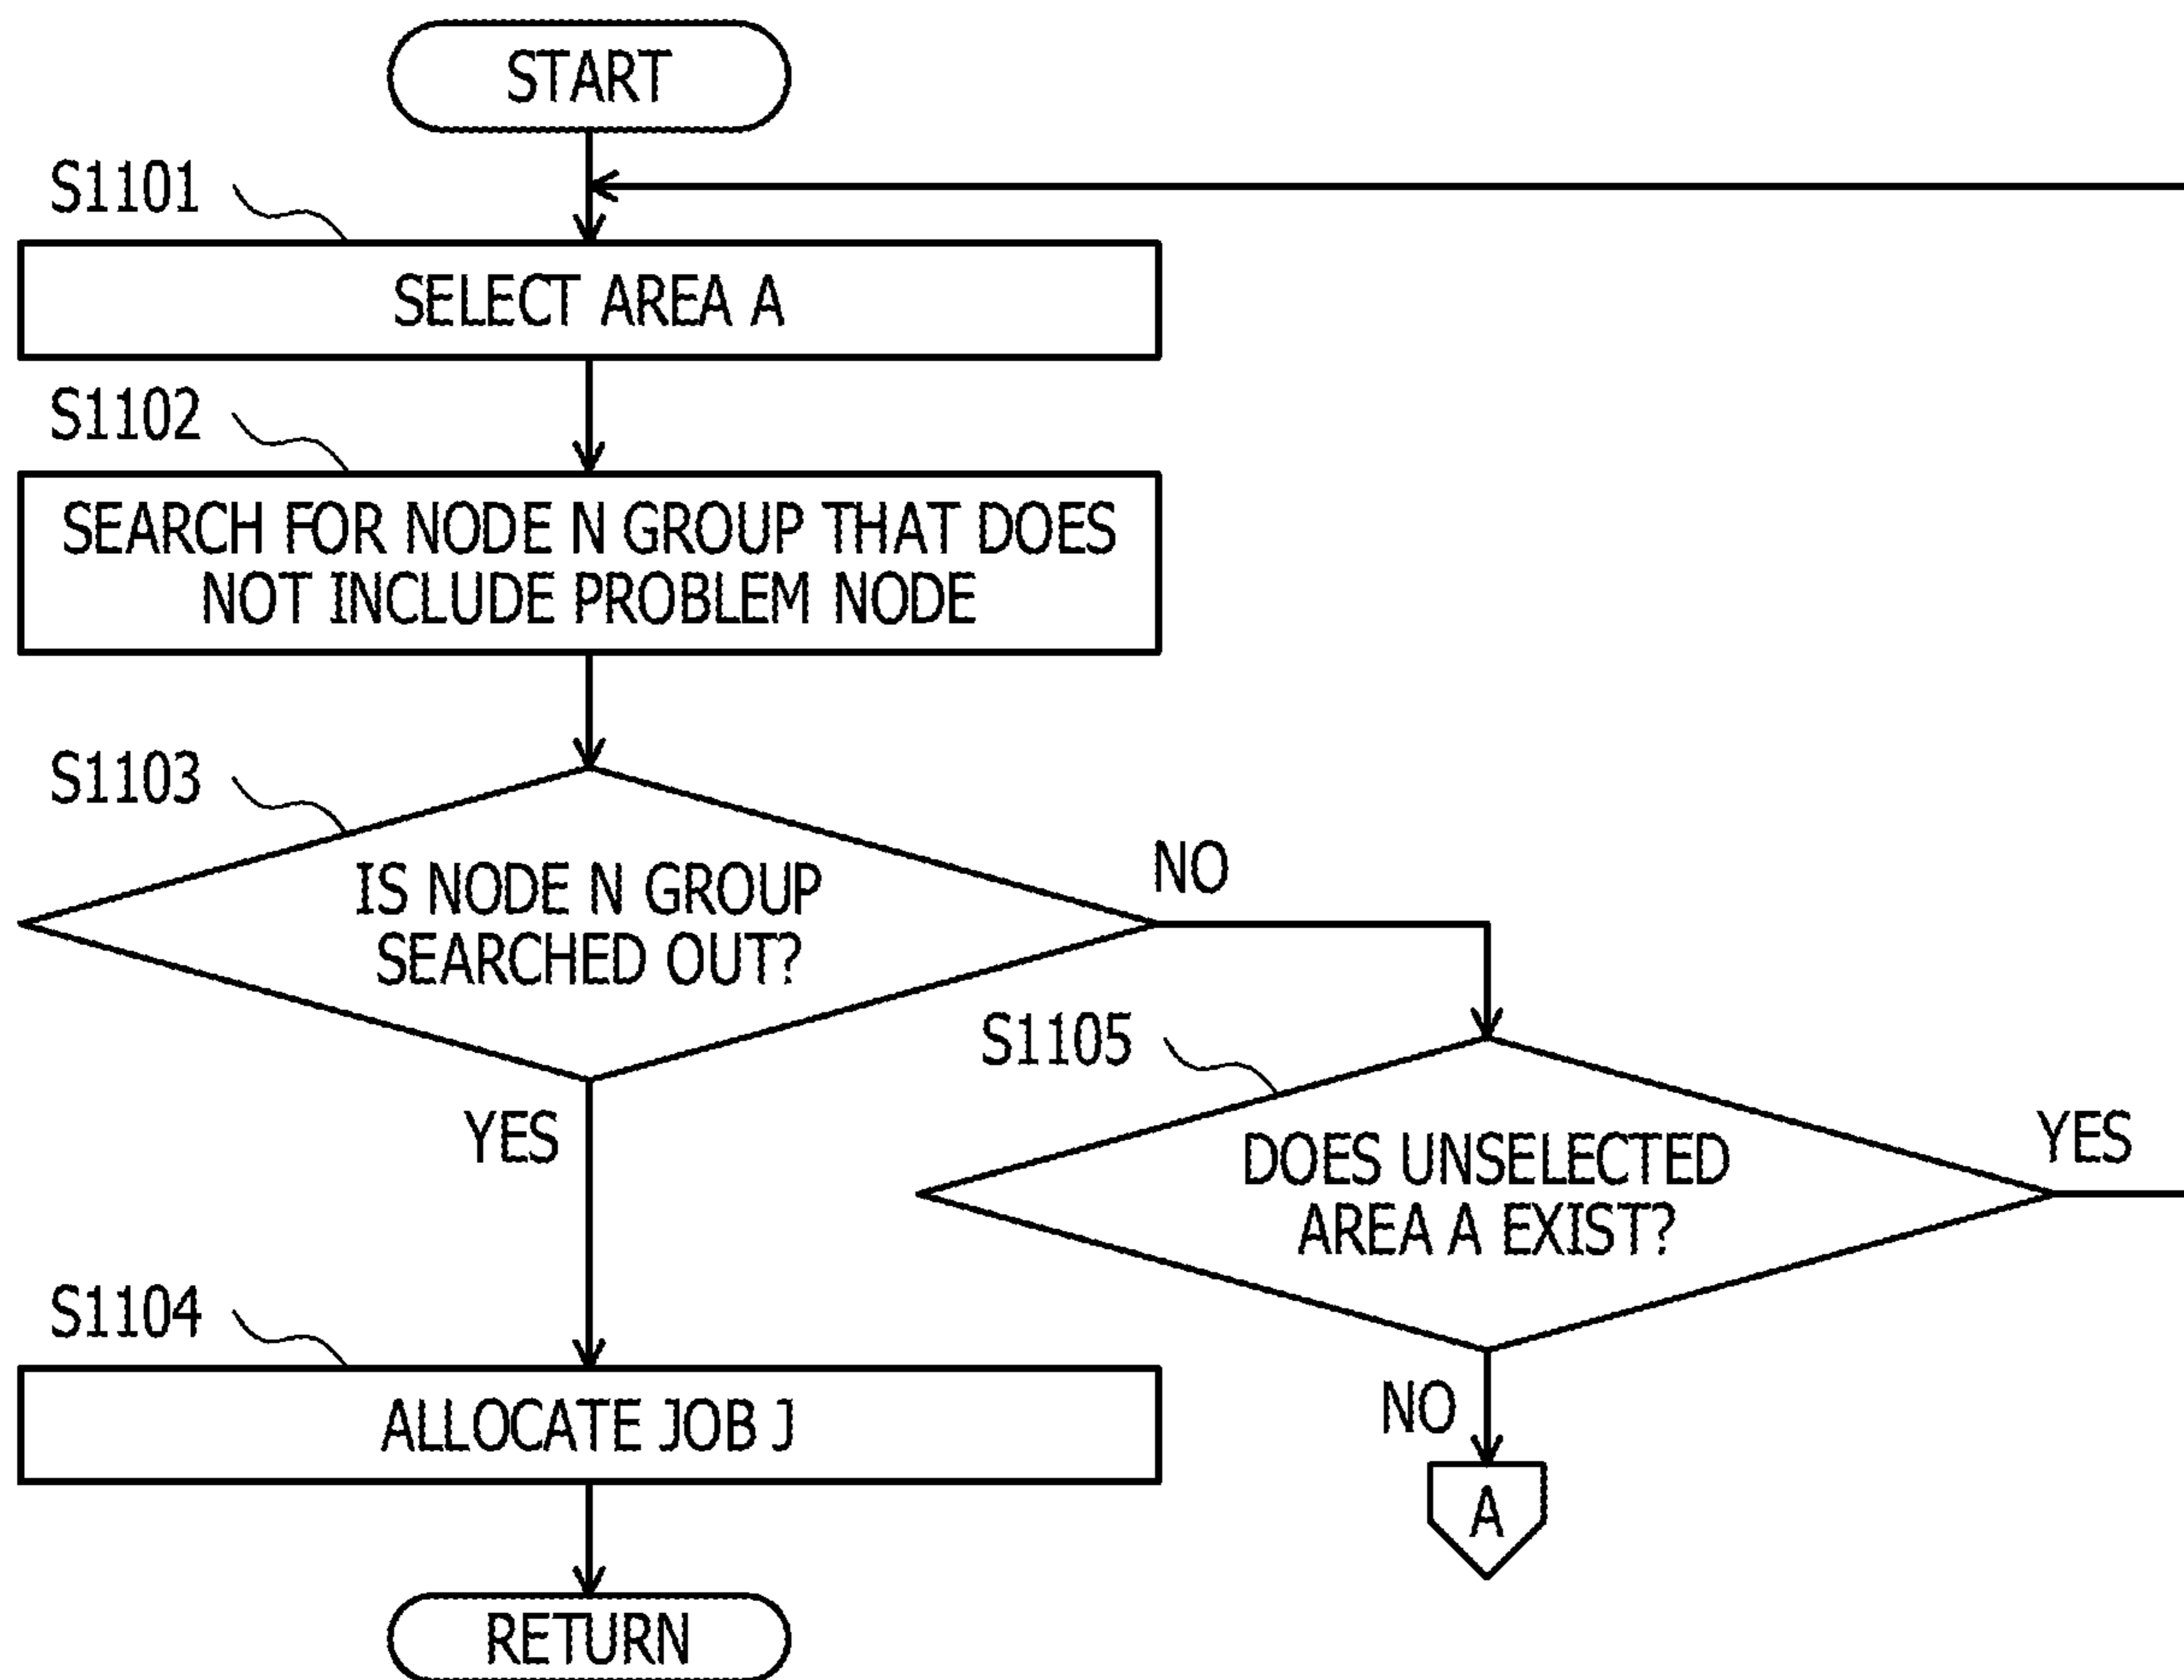 START
S1101
SELECT AREA A
S1102
SEARCH FOR NODE N GROUP THAT DOES
NOT INCLUDE PROBLEM NODE
S1103
IS NODE N GROUP
SEARCHED OUT?
NO
YES
S1105
DOES UNSELECTED
AREA A EXIST?
YES
NO
A
S1104
ALLOCATE JOB J
RETURN